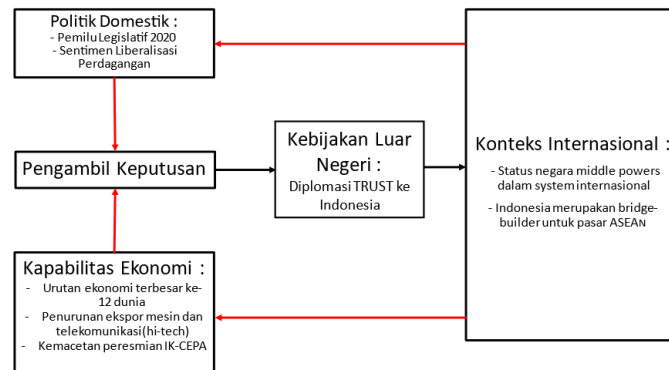 Politik Domestik :
- Pemilu Legislatif 2020
- Sentimen Liberalisasi
Perdagangan
Pengambil Keputusan
Kapabilitas Ekonomi :
- Urutan ekonomi terbesar ke-
12 dunia
- Penurunan ekspor mesin dan
telekomunikasi(hi-tech)
- Kemacetan peresmian IK-CEPA
Kebijakan Luar
Negeri :
Diplomasi TRUST ke
Indonesia
Konteks Internasional :
- Status negara middle powers
dalam system internasional
- Indonesia merupakan bridge-
builder untuk pasar ASEAN